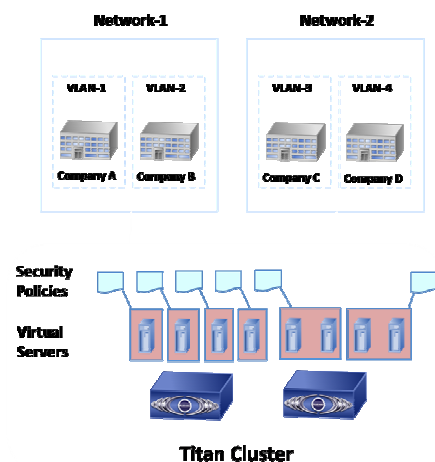 Network-1
Network-2
VLAN-1
VLAN-2
VLAN-3
VLAN-4
Company A
Company B
Company C
Company D
Security
Policies
Virtual
Servers
Titan Cluster